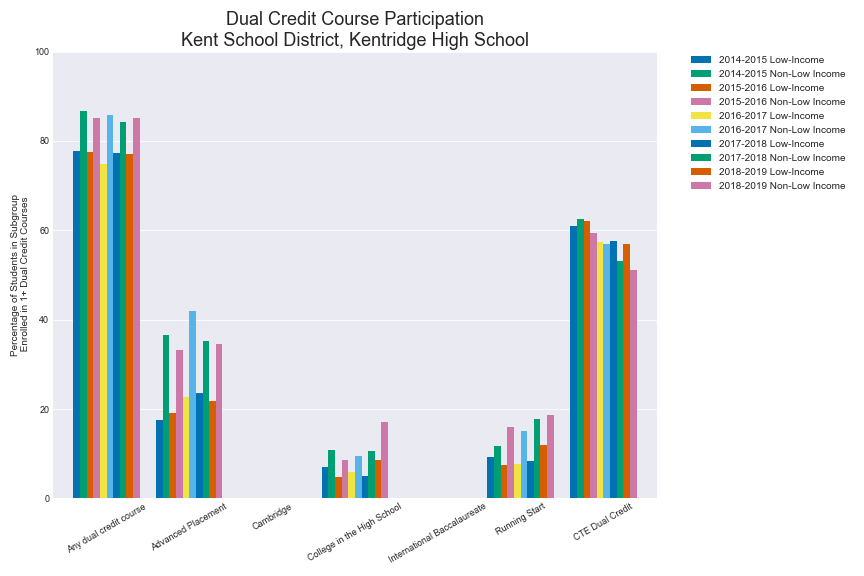 Dual Credit Course Participation
Kent School District, Kentridge High School
100
80
60
40
20
0
Percentage of Students in Subgroup
Enrolled in 1+ Dual Credit Courses
Any dual credit course
Advanced Placement
Cambridge
College in the High School
International Baccalaureate
Running Start
CTE Dual Credit
2014-2015 Low-Income
2014-2015 Non-Low Income
2015-2016 Low-Income
2015-2016 Non-Low Income
2016-2017 Low-Income
2016-2017 Non-Low Income
2017-2018 Low-Income
2017-2018 Non-Low Income
2018-2019 Low-Income
2018-2019 Non-Low Income